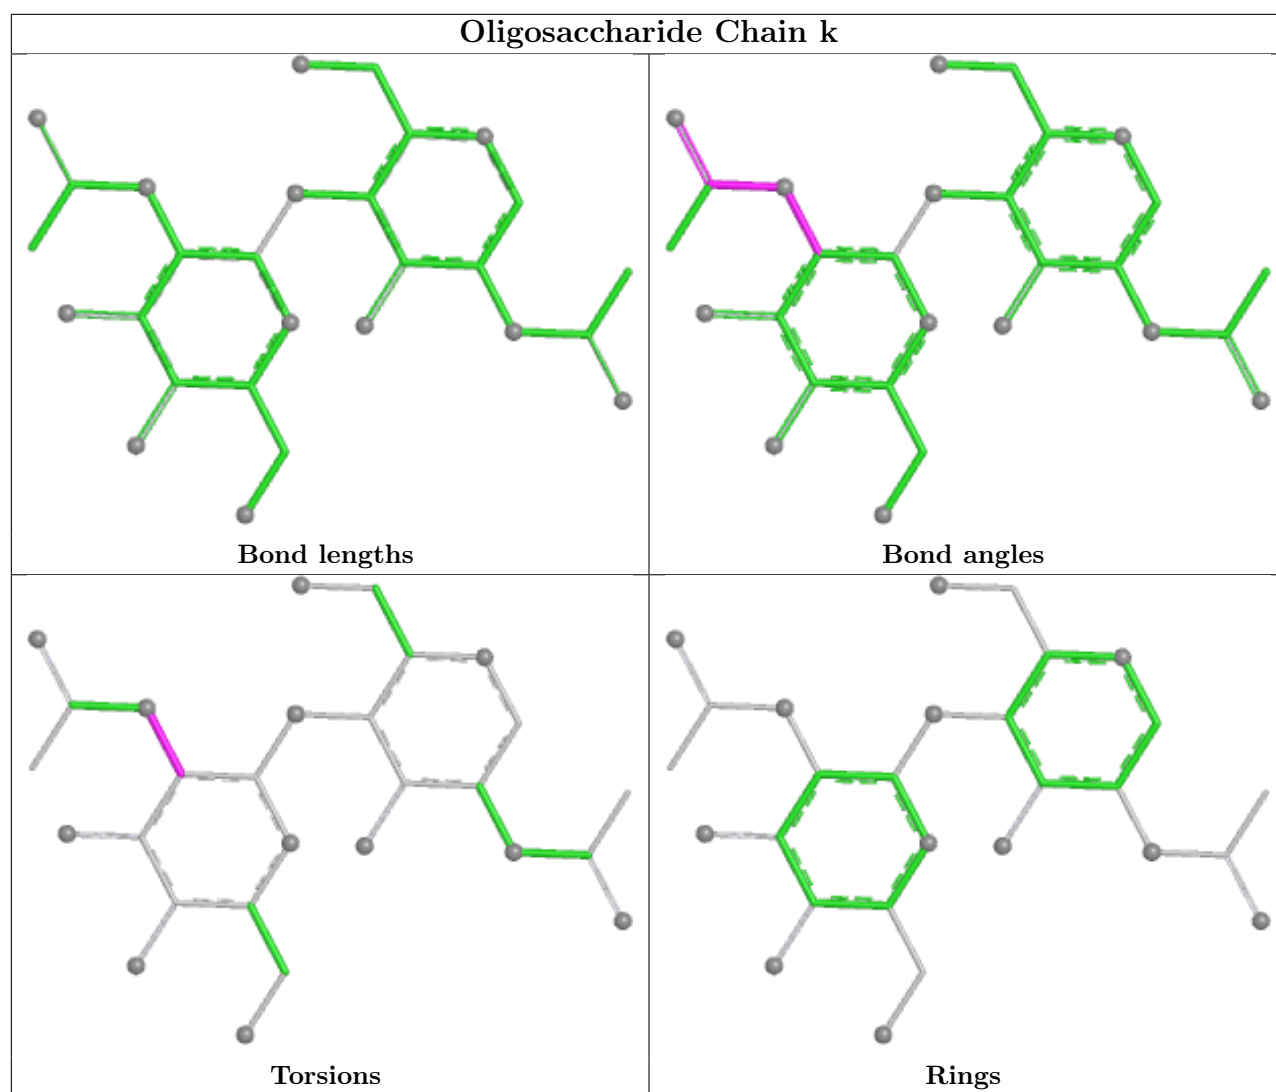 Oligosaccharide Chain k
Bond lengths
Bond angles
Torsions
Rings